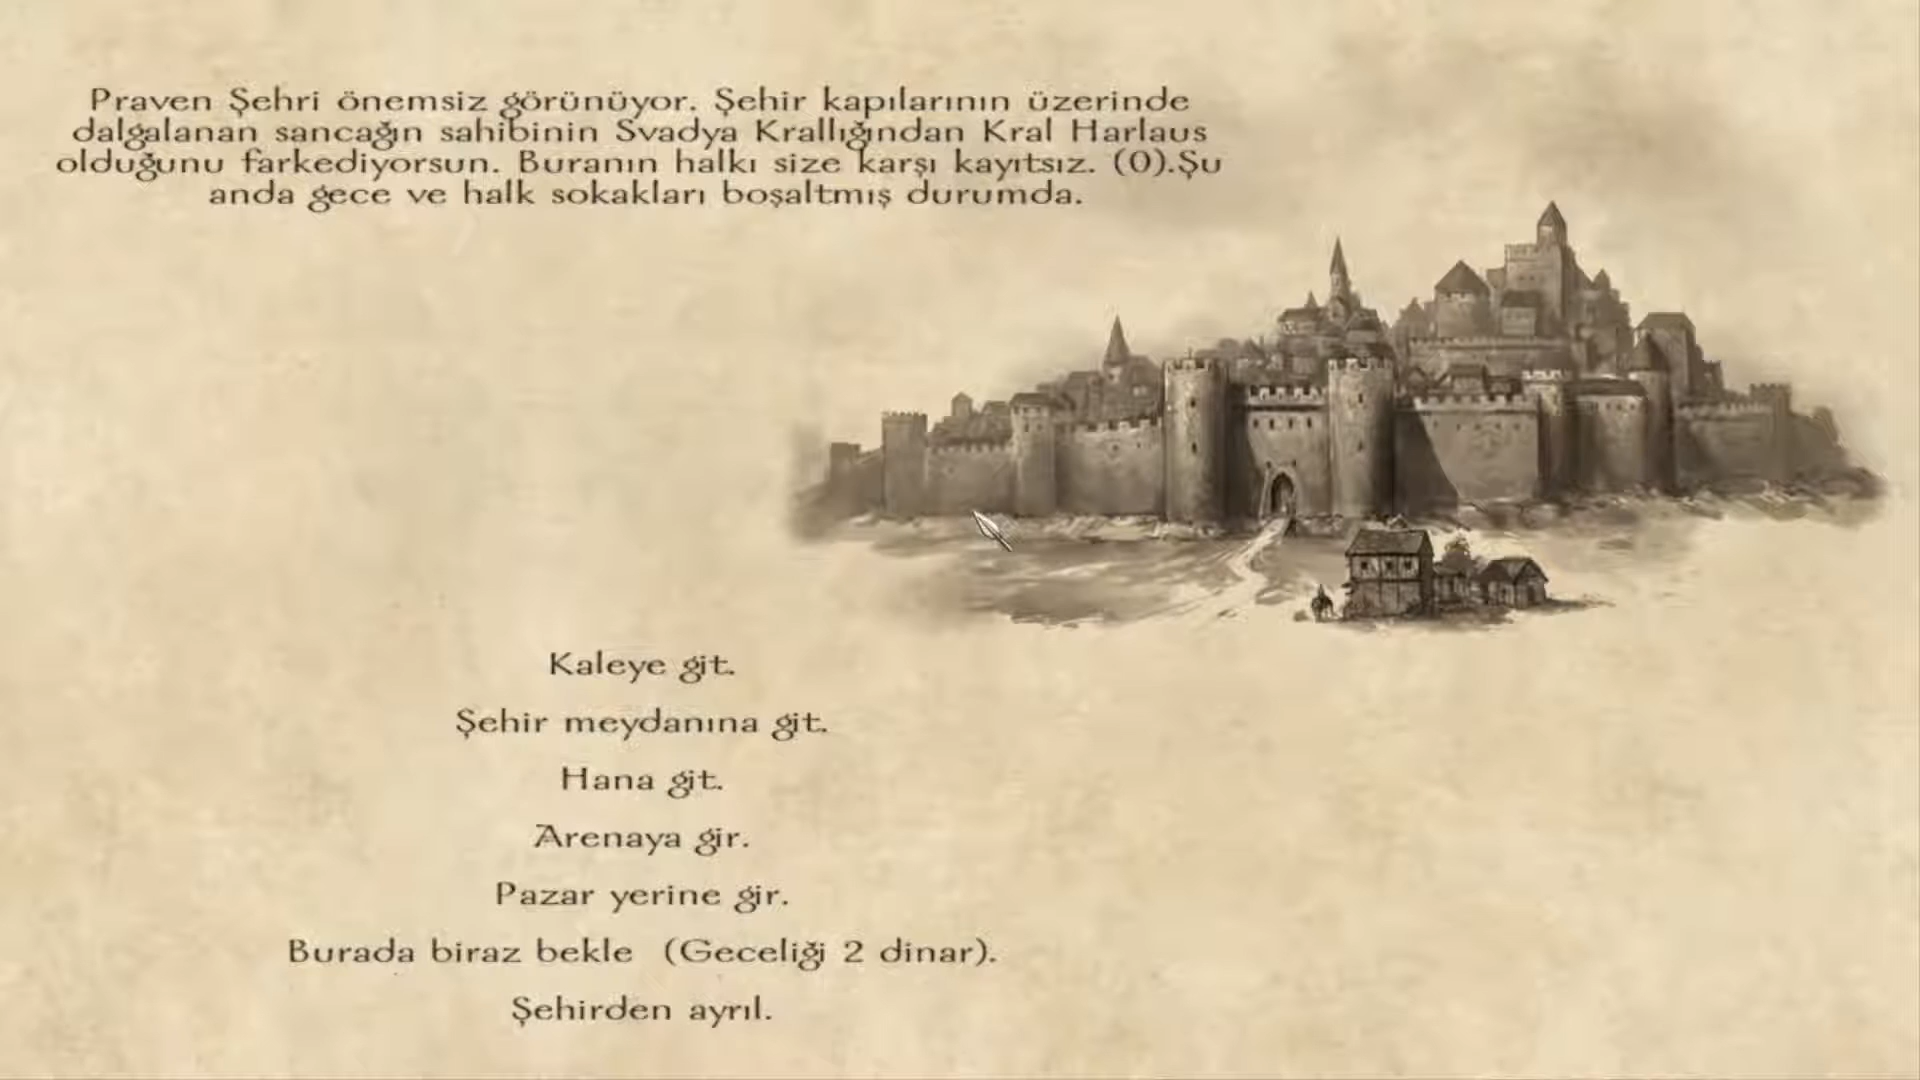 Praven Şehri önemsiz görünüyor. Şehir kapılarının üzerinde
dalgalanan sancağın sahibinin Svadya Krallığından Kral Harlaus
olduğunu farkediyorsun. Buranın halkı size karşı kayıtsız. (0).Şu
anda gece ve halk sokakları boşaltmış durumda.
Kaleye git.
Şehir meydanına git.
Hana git.
Arenaya gir.
Pazar yerine gir.
Burada biraz bekle  (Geceliği 2 dinar).
Şehirden ayrıl.